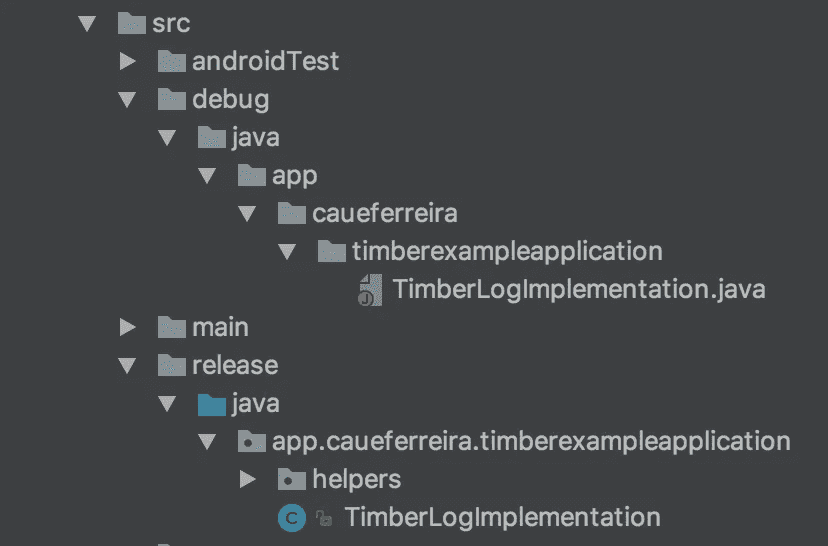 src
androidTest
debug
java
app
caueferreira
timberexampleapplication
TimberLogImplementation.java
main
release
java
app.caueferreira.timberexampleapplication
helpers
TimberLogImplementation